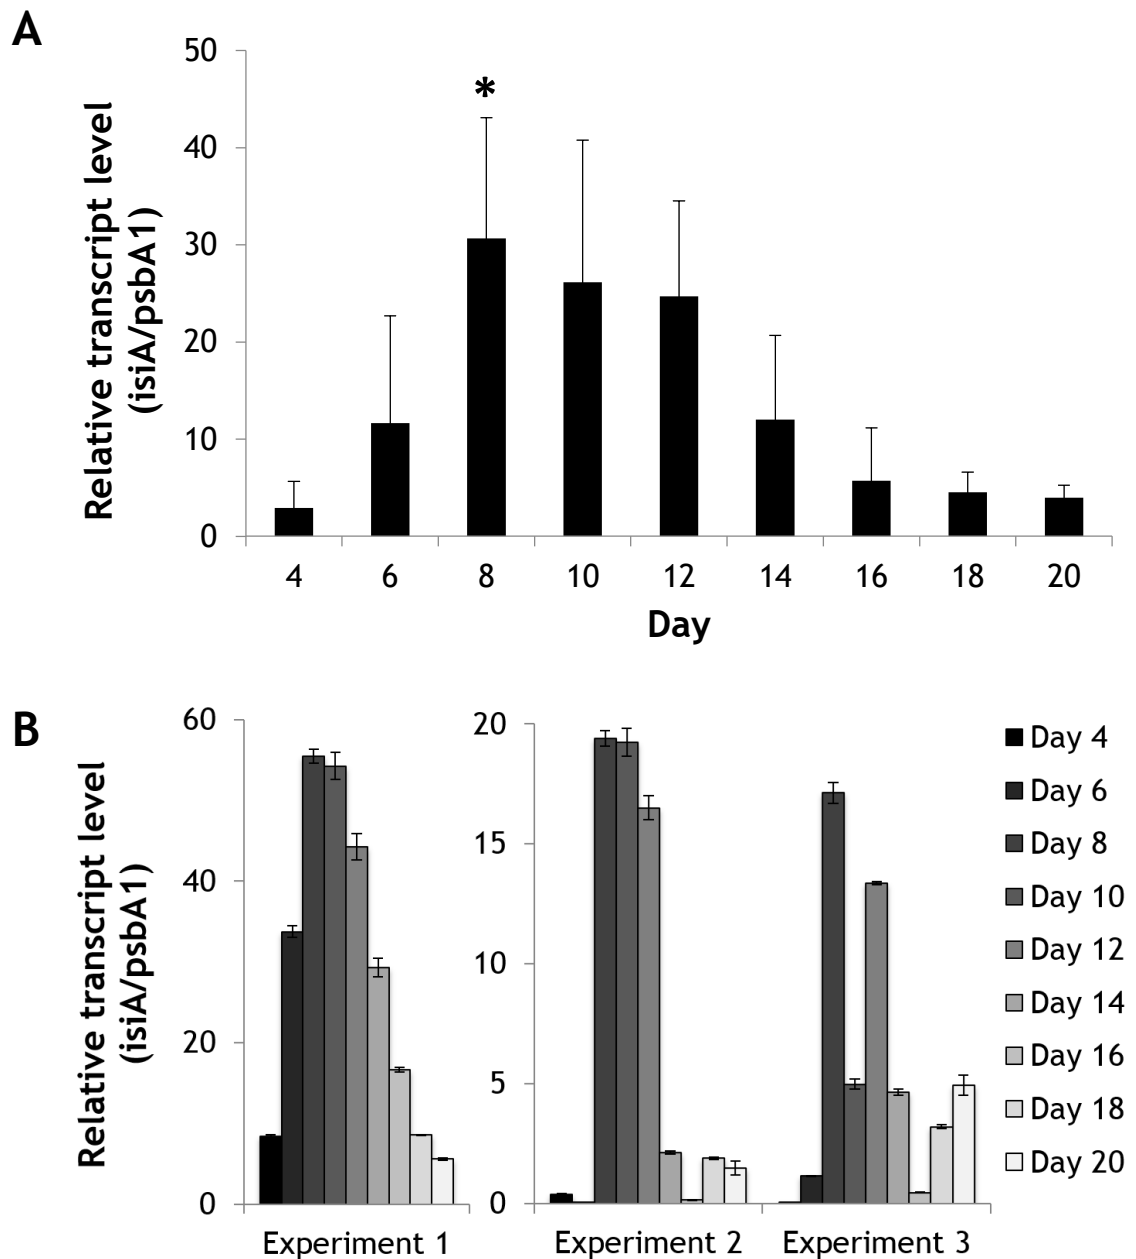 A
Relative transcript level
(isiA/psbA1)
50
40
30
20
10
0
*
4 6 8 10 12 14 16 18 20
Day
B
Relative transcript level
(isiA/psbA1)
60
40
20
0
20
15
10
5
0
Experiment 1 Experiment 2 Experiment 3
Day 4
Day 6
Day 8
Day 10
Day 12
Day 14
Day 16
Day 18
Day 20